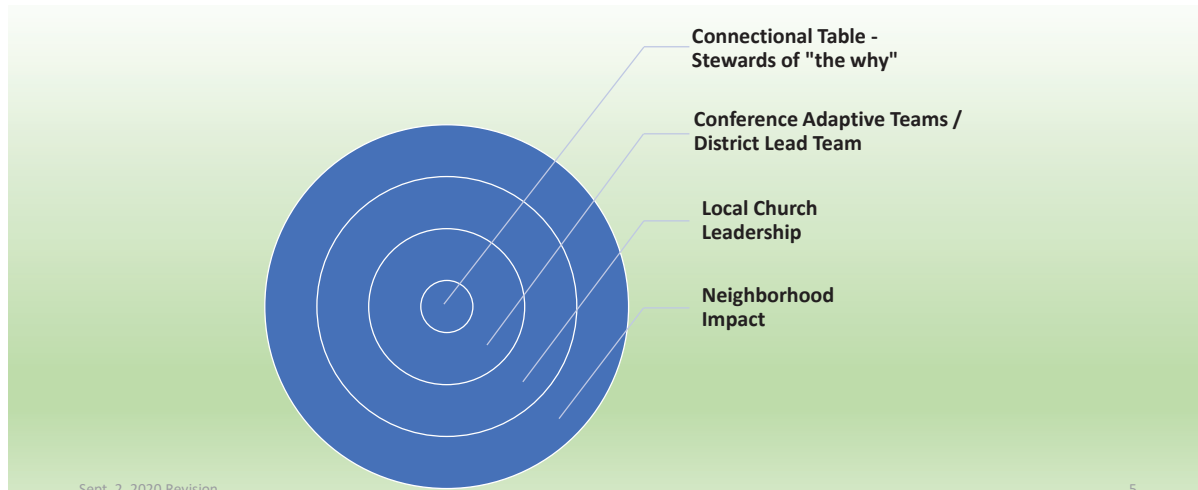 Connectional Table -
Stewards of "the why"
Conference Adaptive Teams /
District Lead Team
Local Church
Leadership
Neighborhood
Impact
Sept. 2, 2020 Revision
5